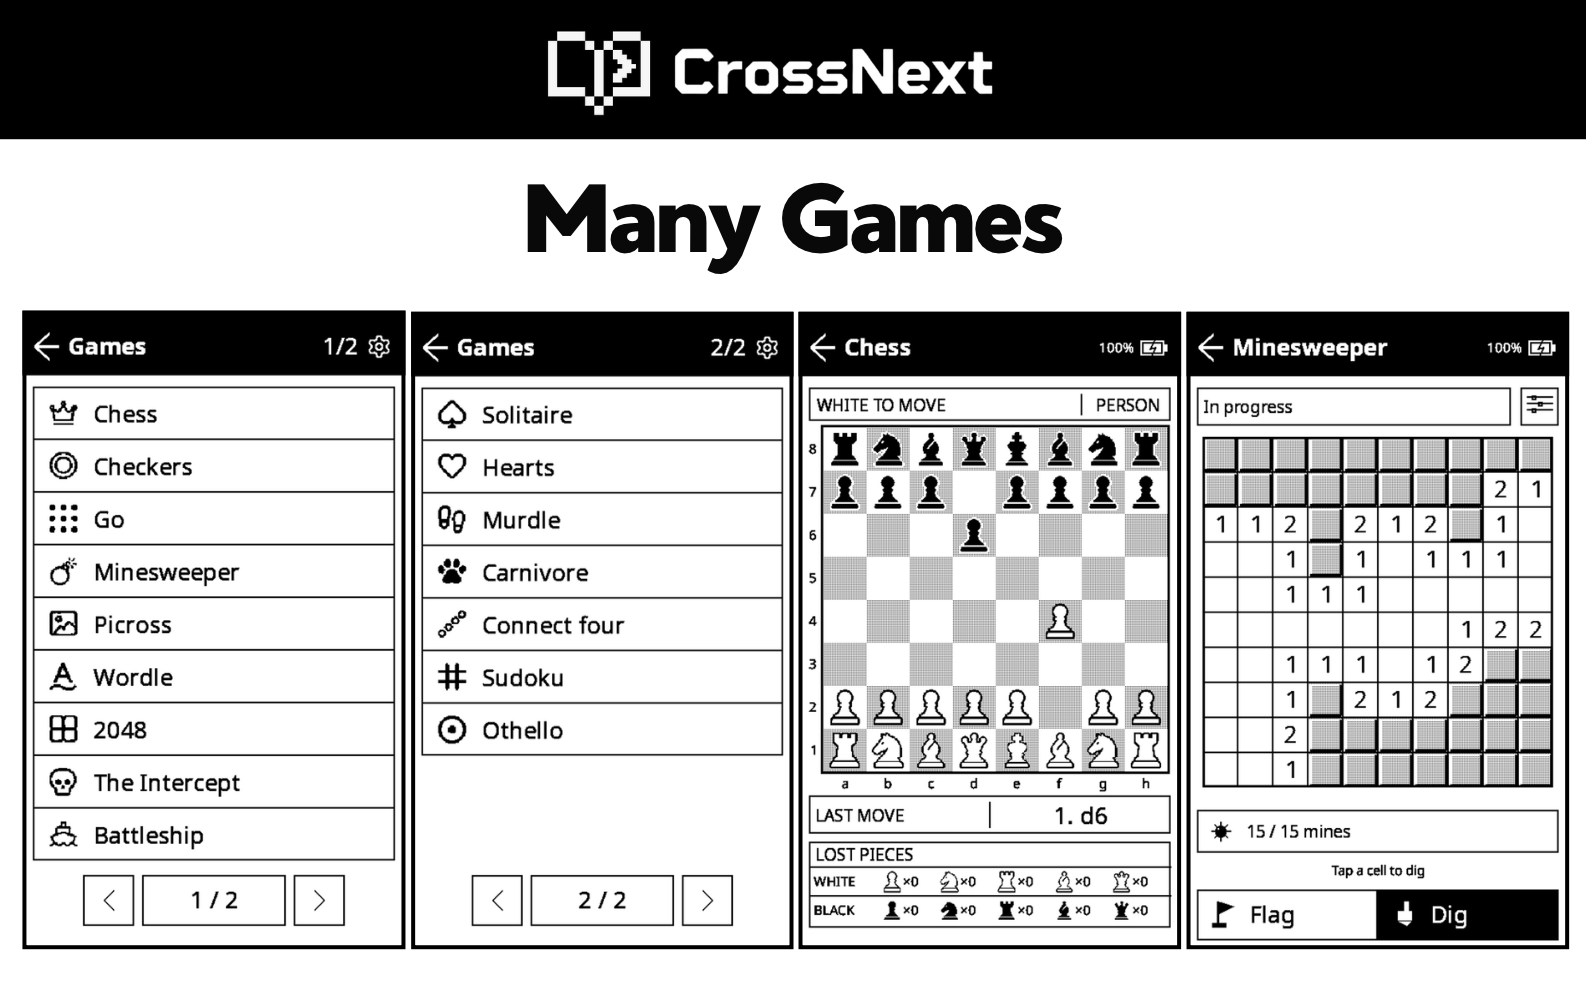 CrossNext
Many Games
Games 1/2
Chess
Checkers
Go
Minesweeper
Picross
Wordle
2048
The Intercept
Battleship
1 / 2
Games 2/2
Solitaire
Hearts
Murdle
Carnivore
Connect four
Sudoku
Othello
2 / 2
Chess 100%
WHITE TO MOVE PERSON
8
7
6
5
4
3
2
1
a b c d e f g h
LAST MOVE 1. d6
LOST PIECES
WHITE ×0 ×0 ×0 ×0 ×0
BLACK ×0 ×0 ×0 ×0 ×0
Minesweeper 100%
In progress
2 1
1 1 2 2 1 2 1
1 1 1 1 1
1 1 1
1 2 2
1 1 1 1 2
1 2 1 2
2
1
15 / 15 mines
Tap a cell to dig
Flag Dig